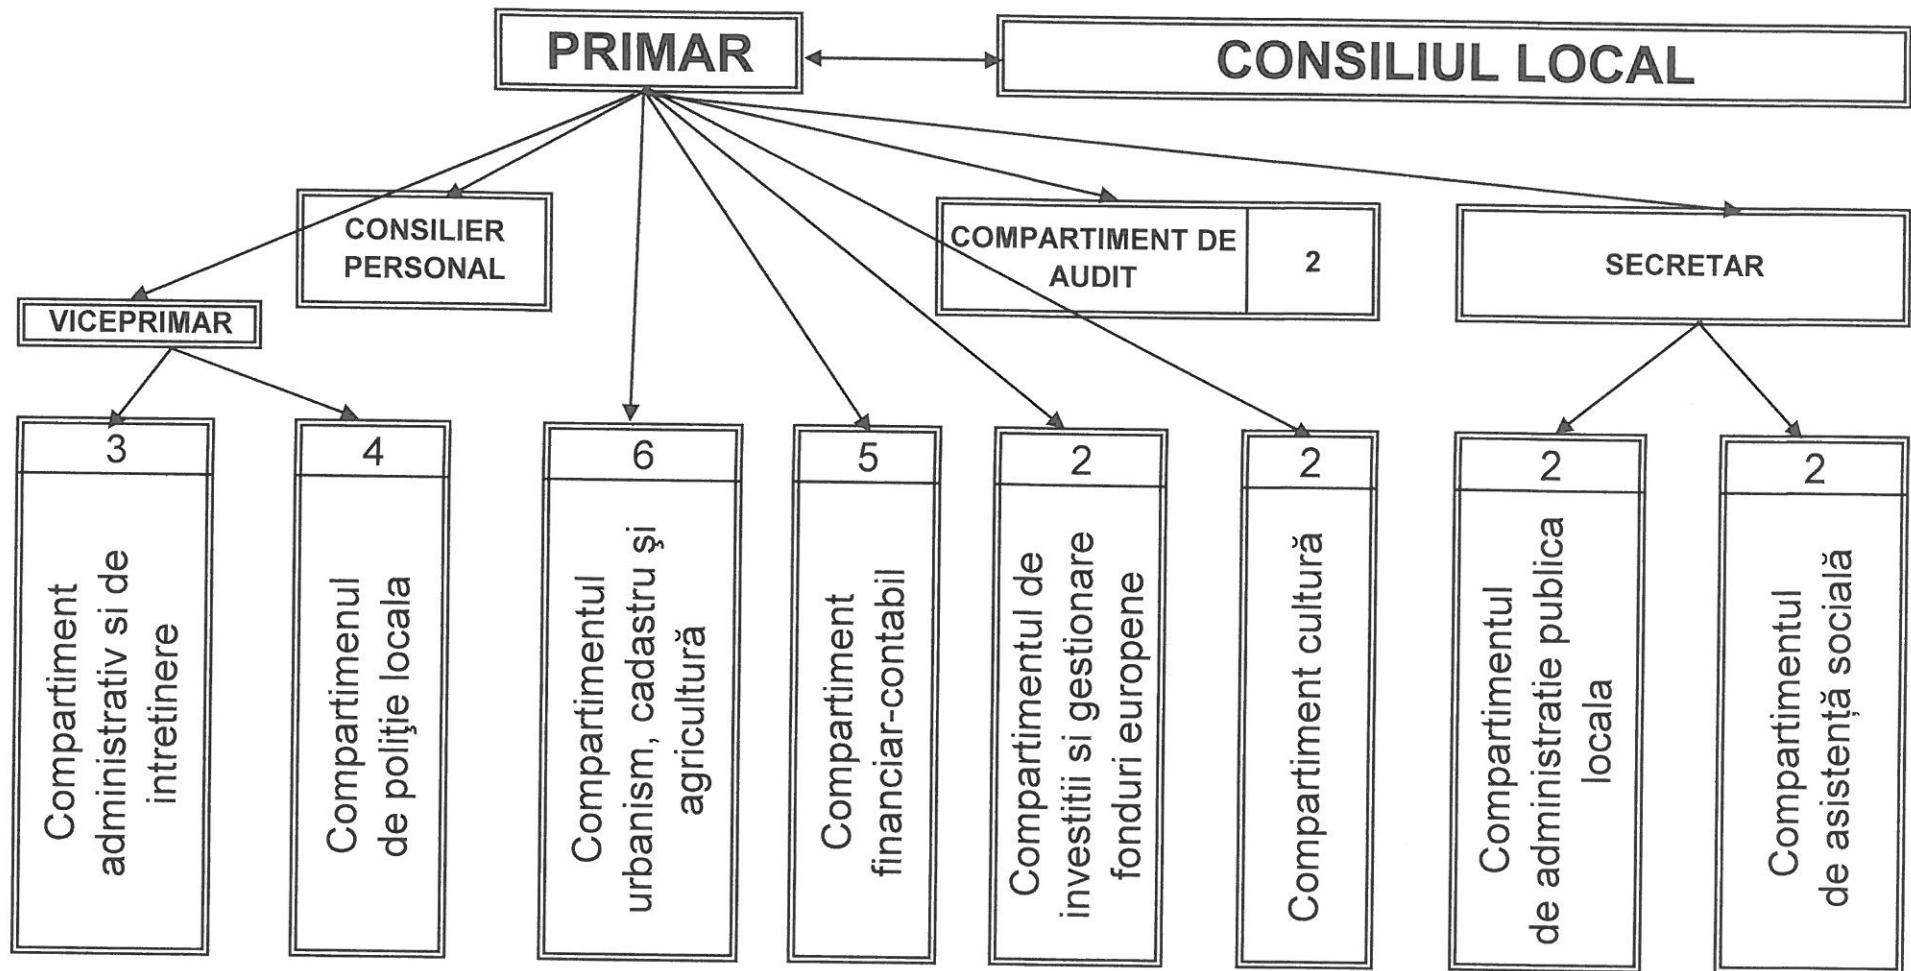 PRIMAR
CONSILIUL LOCAL
CONSILIER
PERSONAL
COMPARTIMENT DE
AUDIT
2
SECRETAR
VICEPRIMAR
3
Compartiment
administrativ si de
intretinere
4
Compartimenul
de poliţie locala
6
Compartimentul
urbanism, cadastru şi
agricultură
5
Compartiment
financiar-contabil
2
Compartimentul de
investitii si gestionare
fonduri europene
2
Compartiment cultură
2
Compartimentul
de administratie publica
locala
2
Compartimentul
de asistență socială